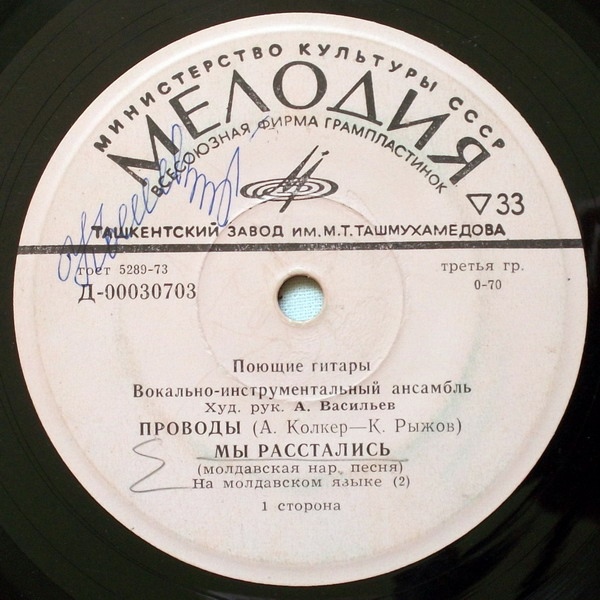 МИНИСТЕРСТВО КУЛЬТУРЫ СССР
МЕЛОДИЯ
ВСЕСОЮЗНАЯ ФИРМА ГРАМПЛАСТИНОК
33
ТАШКЕНТСКИЙ ЗАВОД ИМ. М.Т. ТАШМУХАМЕДОВА
гост 5289-73
третья гр.
Д-00030703
0-70
Поющие гитары
Вокально-инструментальный ансамбль
Худ. рук. А. Васильев
ПРОВОДЫ (А. Колкер—К. Рыжов)
МЫ РАССТАЛИСЬ
(молдавская нар. песня)
На молдавском языке (2)
1 сторона